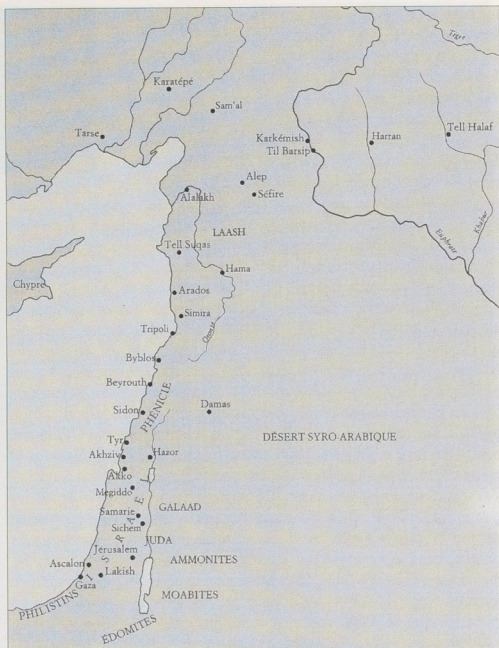 Tigre
Karatépé
Sam'al
Tarse
Karkémish
Til Barsip
Harran
Tell Halaf
Alep
Séfire
Alalakh
LAASH
Tell Suqas
Hama
Euphrate
Khabur
Chypre
Arados
Simira
Oronte
Tripoli
Byblos
Beyrouth
PHÉNICIE
Sidon
Damas
Tyr
DÉSERT SYRO-ARABIQUE
Akhziv
Hazor
Akko
Megiddo
ISRAEL
GALAAD
Samarie
Sichem
JUDA
Jérusalem
AMMONITES
Ascalon
Lakish
Gaza
MOABITES
PHILISTINS
ÉDOMITES